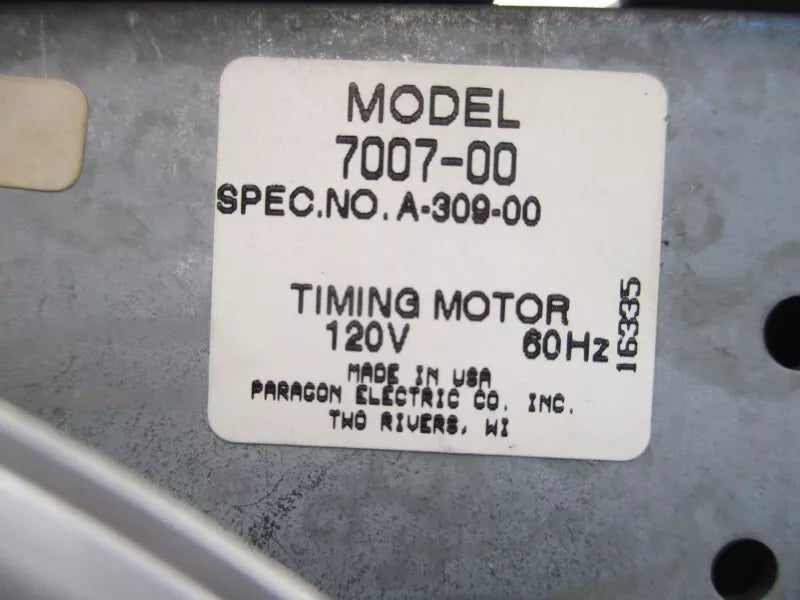 MODEL
7007-00
SPEC.NO. A-309-00
TIMING MOTOR
120V 60Hz
16335
MADE IN USA
PARAGON ELECTRIC CO. INC.
TWO RIVERS, WI